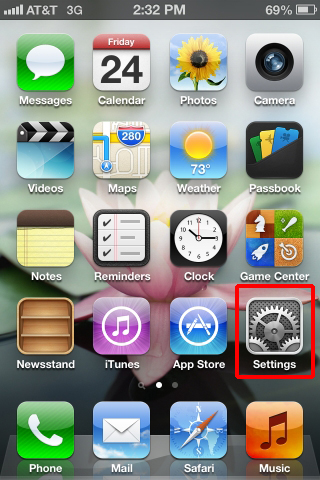 AT&T 3G 2:32 PM 69%
Friday
24
280
73°
Messages Calendar Photos Camera
Videos Maps Weather Passbook
Notes Reminders Clock Game Center
Newsstand iTunes App Store Settings
Phone Mail Safari Music